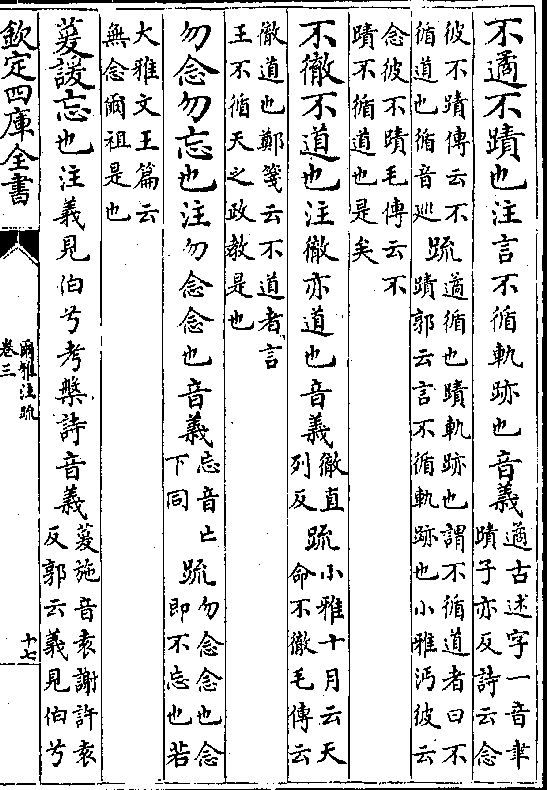 不遹不蹟也注言不循軌跡也音義遹古述字一音聿蹟子亦反詩云念
彼不蹟傳云不循道也循音廵疏遹循也蹟軌跡也謂不循道者曰不蹟郭云言不循軌跡也小雅沔彼云
念彼不蹟毛傳云不蹟不循道也是矣
不徹不道也注徹亦道也音義徹直列反疏小雅十月云天命不徹毛傳云
徹道也鄭箋云不道者言王不循天之政教是也
勿念勿忘也注勿念念也音義忘音亡下同疏勿念念也念即不忘也若
大雅文王篇云無念爾祖是也
萲諼忘也注義見伯兮考槃詩音義萲施音袁謝許袁反郭云義見伯兮
欽定四庫全書
爾雅注疏
卷三
十七